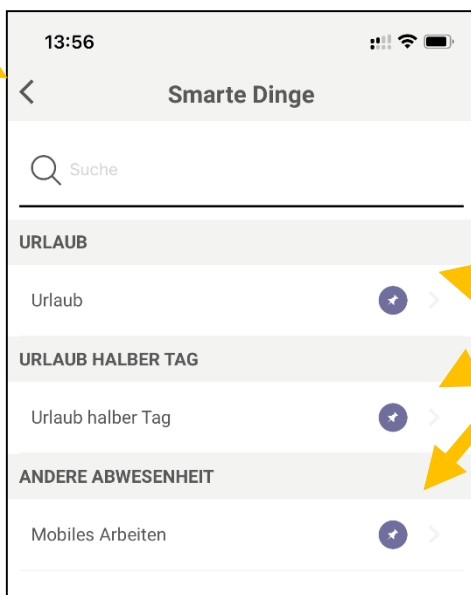 13:56
Smarte Dinge
Suche
URLAUB
Urlaub
URLAUB HALBER TAG
Urlaub halber Tag
ANDERE ABWESENHEIT
Mobiles Arbeiten